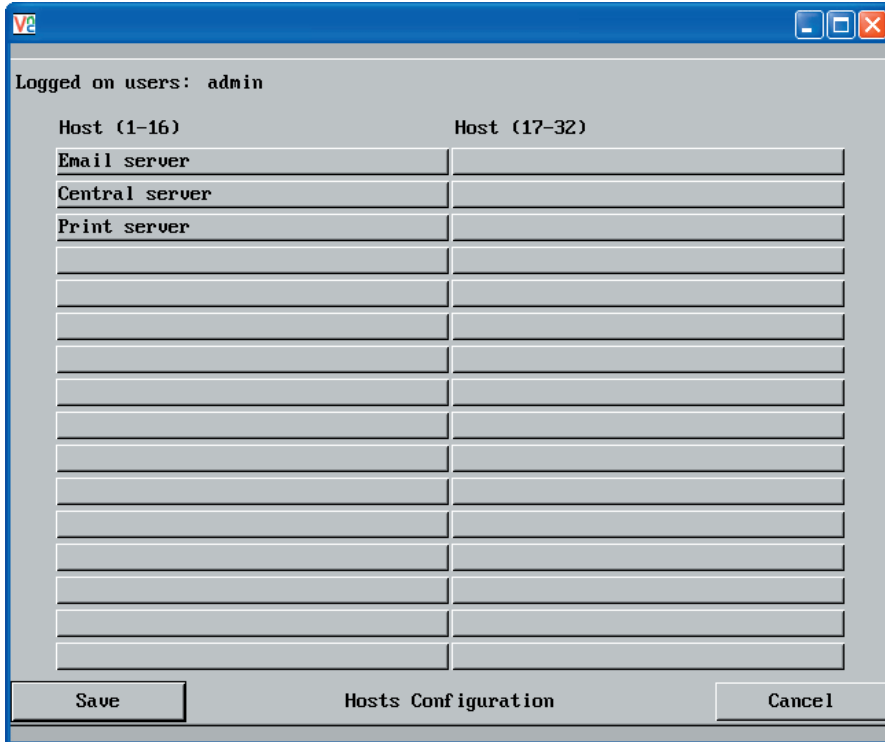 Logged on users: admin
Host (1-16) Host (17-32)
Email server
Central server
Print server
Save Hosts Configuration Cancel